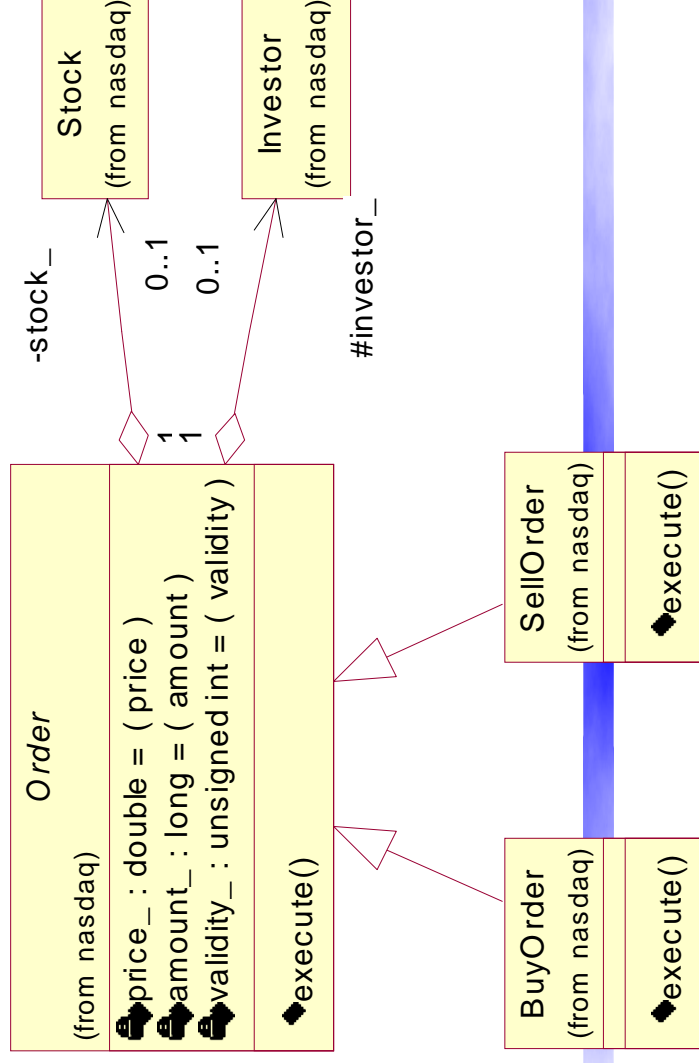 Order
(from nasdaq)
price_ : double = ( price )
amount_ : long = ( amount )
validity_ : unsigned int = ( validity )
execute()
-stock_
1
0..1
Stock
(from nasdaq)
1
0..1
#investor_
Investor
(from nasdaq)
BuyOrder
(from nasdaq)
execute()
SellOrder
(from nasdaq)
execute()